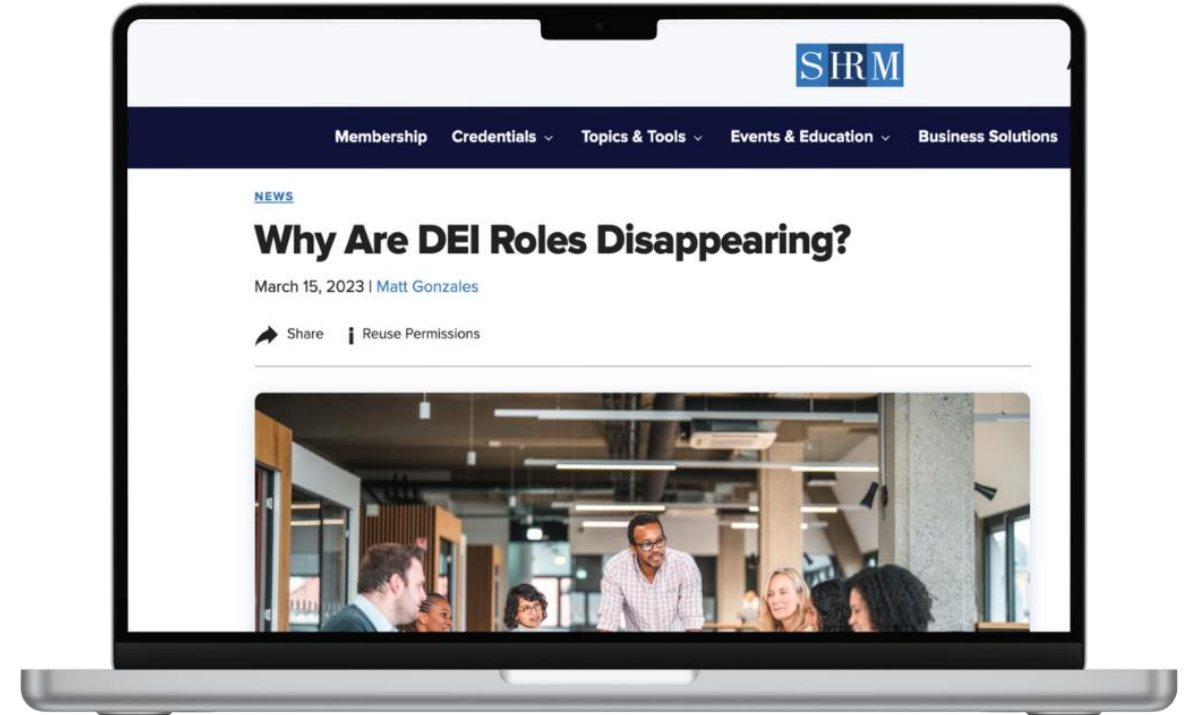 SHRM
Membership Credentials Topics & Tools Events & Education Business Solutions
NEWS
Why Are DEI Roles Disappearing?
March 15, 2023 | Matt Gonzales
Share Reuse Permissions